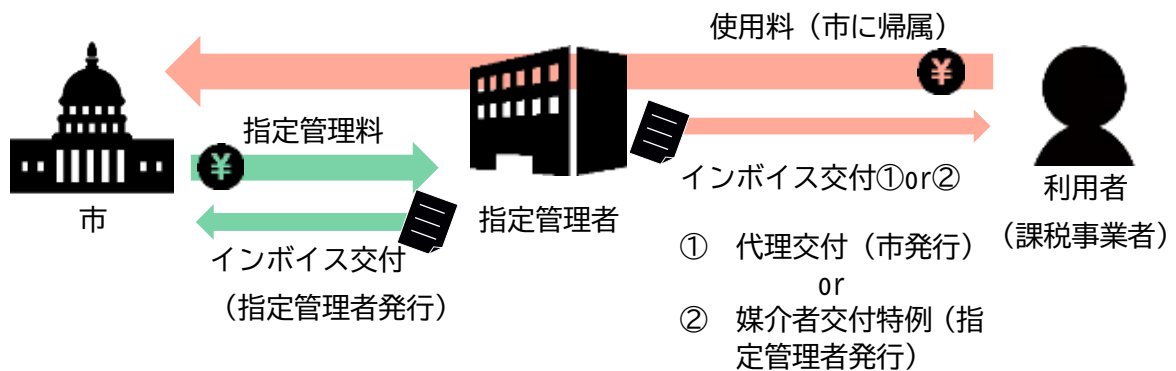 使用料（市に帰属）
¥
指定管理料
¥
市
指定管理者
利用者
（課税事業者）
インボイス交付
（指定管理者発行）
インボイス交付①or②
① 代理交付（市発行）
or
② 媒介者交付特例（指
定管理者発行）